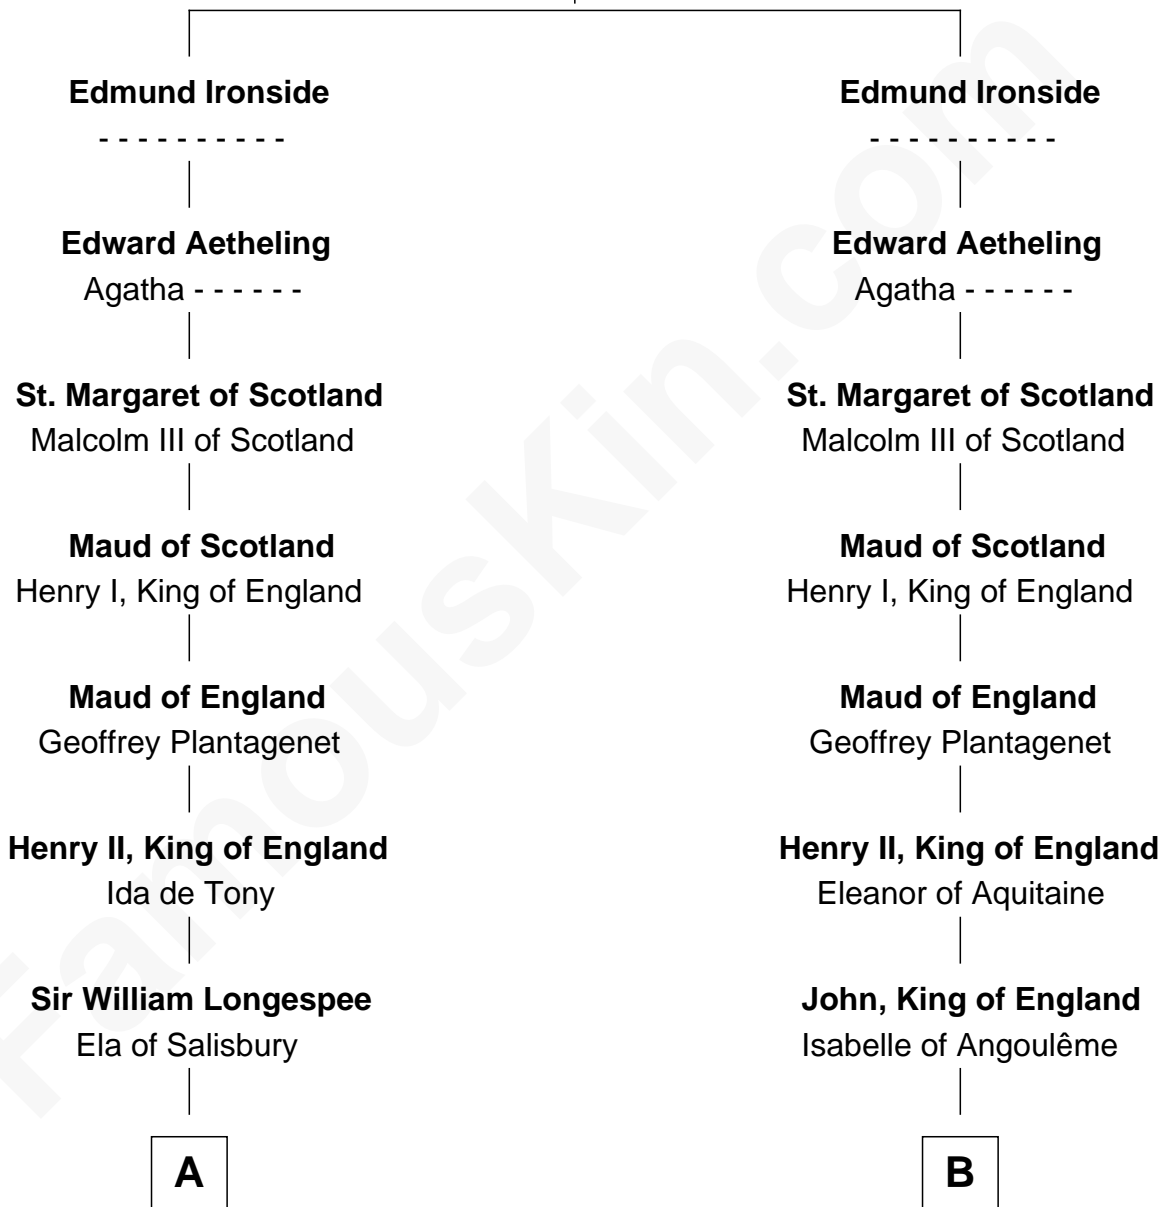 Edmund Ironside
- - - - - - - - - -
Edward Aetheling
Agatha - - - - - -
St. Margaret of Scotland
Malcolm III of Scotland
Maud of Scotland
Henry I, King of England
Maud of England
Geoffrey Plantagenet
Henry II, King of England
Ida de Tony
Sir William Longespee
Ela of Salisbury
A
Edmund Ironside
- - - - - - - - - -
Edward Aetheling
Agatha - - - - - -
St. Margaret of Scotland
Malcolm III of Scotland
Maud of Scotland
Henry I, King of England
Maud of England
Geoffrey Plantagenet
Henry II, King of England
Eleanor of Aquitaine
John, King of England
Isabelle of Angoulême
B
FamousKin.com